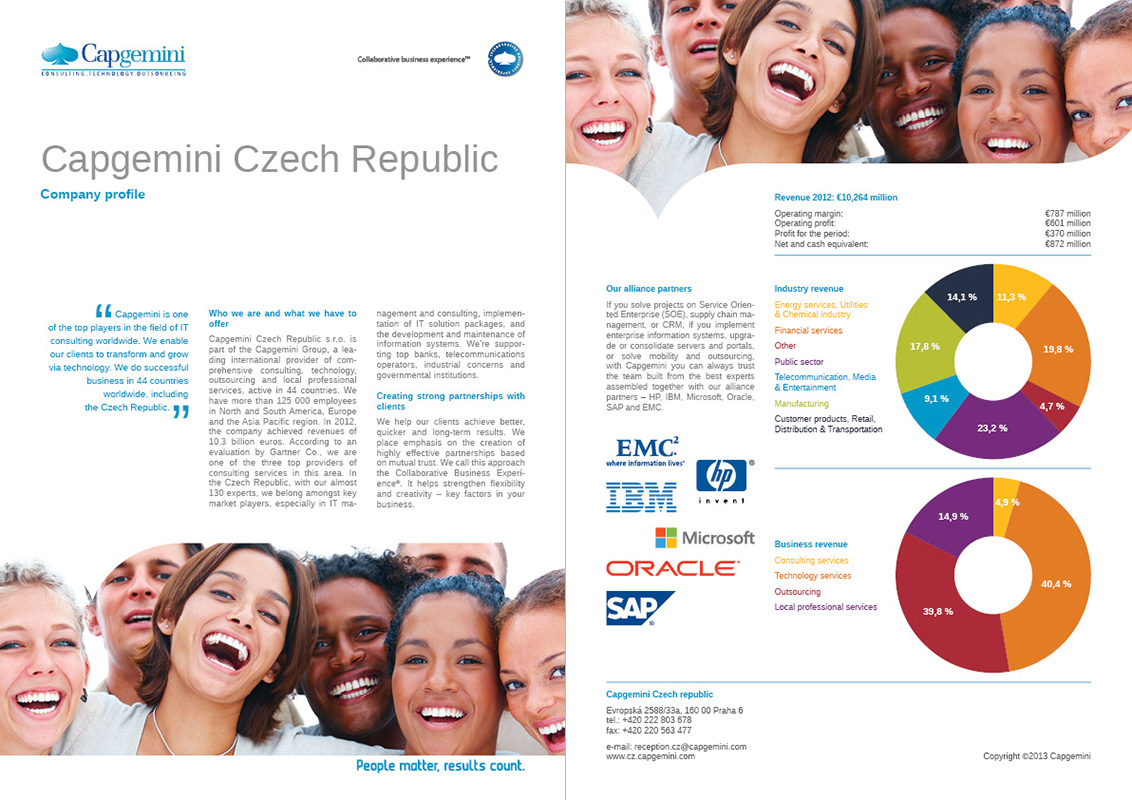 Capgemini
CONSULTING.TECHNOLOGY.OUTSOURCING
Collaborative business experience™
Capgemini Czech Republic
Company profile
“ Capgemini is one
of the top players in the field of IT
consulting worldwide. We enable
our clients to transform and grow
via technology. We do successful
business in 44 countries
worldwide, including
the Czech Republic. ”
Who we are and what we have to
offer
Capgemini Czech Republic s.r.o. is
part of the Capgemini Group, a lea-
ding international provider of com-
prehensive consulting, technology,
outsourcing and local professional
services, active in 44 countries. We
have more than 125 000 employees
in North and South America, Europe
and the Asia Pacific region. In 2012,
the company achieved revenues of
10.3 billion euros. According to an
evaluation by Gartner Co., we are
one of the three top providers of
consulting services in this area. In
the Czech Republic, with our almost
130 experts, we belong amongst key
market players, especially in IT ma-
nagement and consulting, implemen-
tation of IT solution packages, and
the development and maintenance of
information systems. We're suppor-
ting top banks, telecommunications
operators, industrial concerns and
governmental institutions.
Creating strong partnerships with
clients
We help our clients achieve better,
quicker and long-term results. We
place emphasis on the creation of
highly effective partnerships based
on mutual trust. We call this approach
the Collaborative Business Experi-
ence®. It helps strengthen flexibility
and creativity – key factors in your
business.
People matter, results count.
Revenue 2012: €10,264 million
Operating margin: €787 million
Operating profit: €601 million
Profit for the period: €370 million
Net and cash equivalent: €872 million
Our alliance partners
If you solve projects on Service Orien-
ted Enterprise (SOE), supply chain ma-
nagement, or CRM, if you implement
enterprise information systems, upgra-
de or consolidate servers and portals,
or solve mobility and outsourcing,
with Capgemini you can always trust
the team built from the best experts
assembled together with our alliance
partners – HP, IBM, Microsoft, Oracle,
SAP and EMC.
EMC²
where information lives®
hp ®
invent
IBM
Microsoft
ORACLE®
SAP®
Industry revenue
Energy services, Utilities
& Chemical industry
Financial services
Other
Public sector
Telecommunication, Media
& Entertainment
Manufacturing
Customer products, Retail,
Distribution & Transportation
14,1 %
11,3 %
17,8 %
19,8 %
9,1 %
4,7 %
23,2 %
Business revenue
Consulting services
Technology services
Outsourcing
Local professional services
4,9 %
14,9 %
40,4 %
39,8 %
Capgemini Czech republic
Evropská 2588/33a, 160 00 Praha 6
tel.: +420 222 803 678
fax: +420 220 563 477
e-mail: reception.cz@capgemini.com
www.cz.capgemini.com
Copyright ©2013 Capgemini